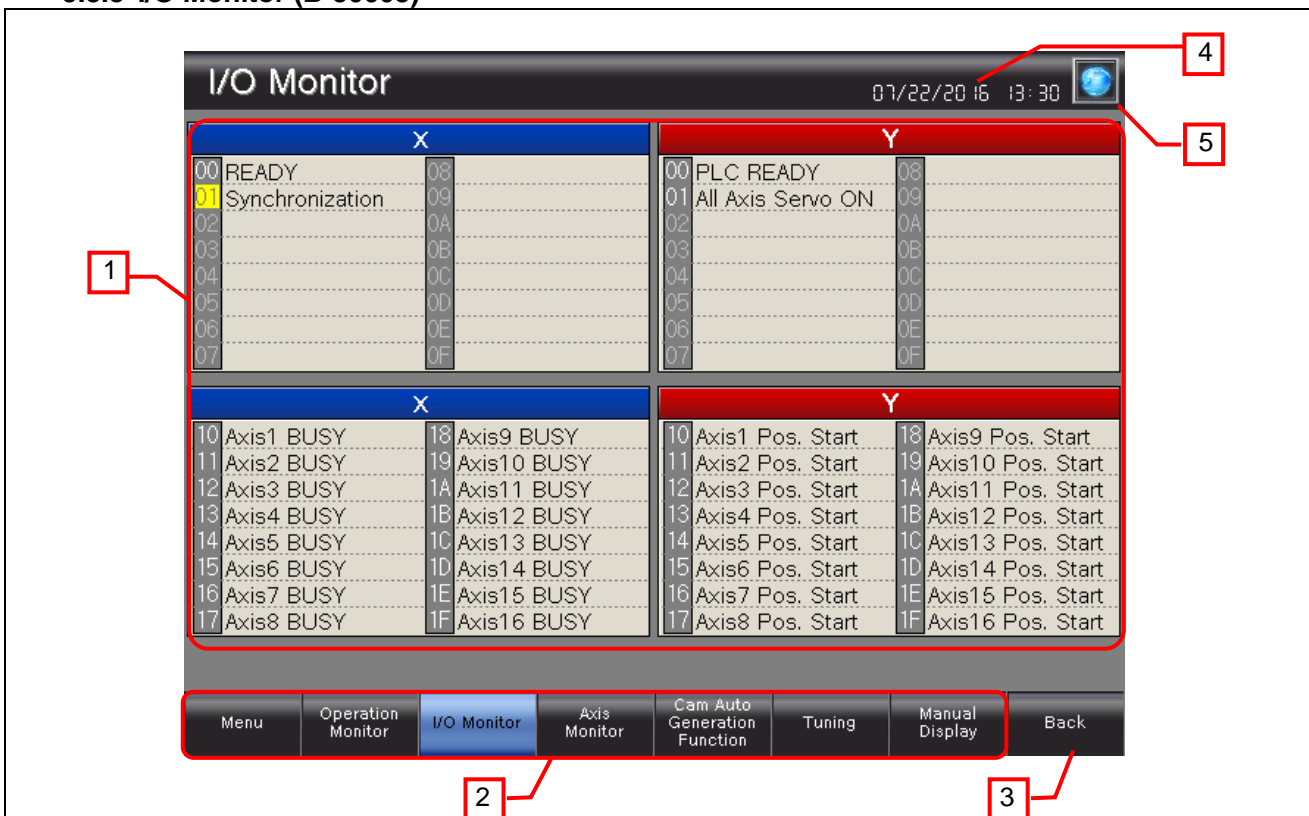 I/O Monitor
07/22/2016 13:30
4
5
X
00 READY 08
01 Synchronization 09
02 0A
03 0B
04 0C
05 0D
06 0E
07 0F
Y
00 PLC READY 08
01 All Axis Servo ON 09
02 0A
03 0B
04 0C
05 0D
06 0E
07 0F
1
X
10 Axis1 BUSY 18 Axis9 BUSY
11 Axis2 BUSY 19 Axis10 BUSY
12 Axis3 BUSY 1A Axis11 BUSY
13 Axis4 BUSY 1B Axis12 BUSY
14 Axis5 BUSY 1C Axis13 BUSY
15 Axis6 BUSY 1D Axis14 BUSY
16 Axis7 BUSY 1E Axis15 BUSY
17 Axis8 BUSY 1F Axis16 BUSY
Y
10 Axis1 Pos. Start 18 Axis9 Pos. Start
11 Axis2 Pos. Start 19 Axis10 Pos. Start
12 Axis3 Pos. Start 1A Axis11 Pos. Start
13 Axis4 Pos. Start 1B Axis12 Pos. Start
14 Axis5 Pos. Start 1C Axis13 Pos. Start
15 Axis6 Pos. Start 1D Axis14 Pos. Start
16 Axis7 Pos. Start 1E Axis15 Pos. Start
17 Axis8 Pos. Start 1F Axis16 Pos. Start
Menu
Operation
Monitor
I/O Monitor
Axis
Monitor
Cam Auto
Generation
Function
Tuning
Manual
Display
Back
2
3